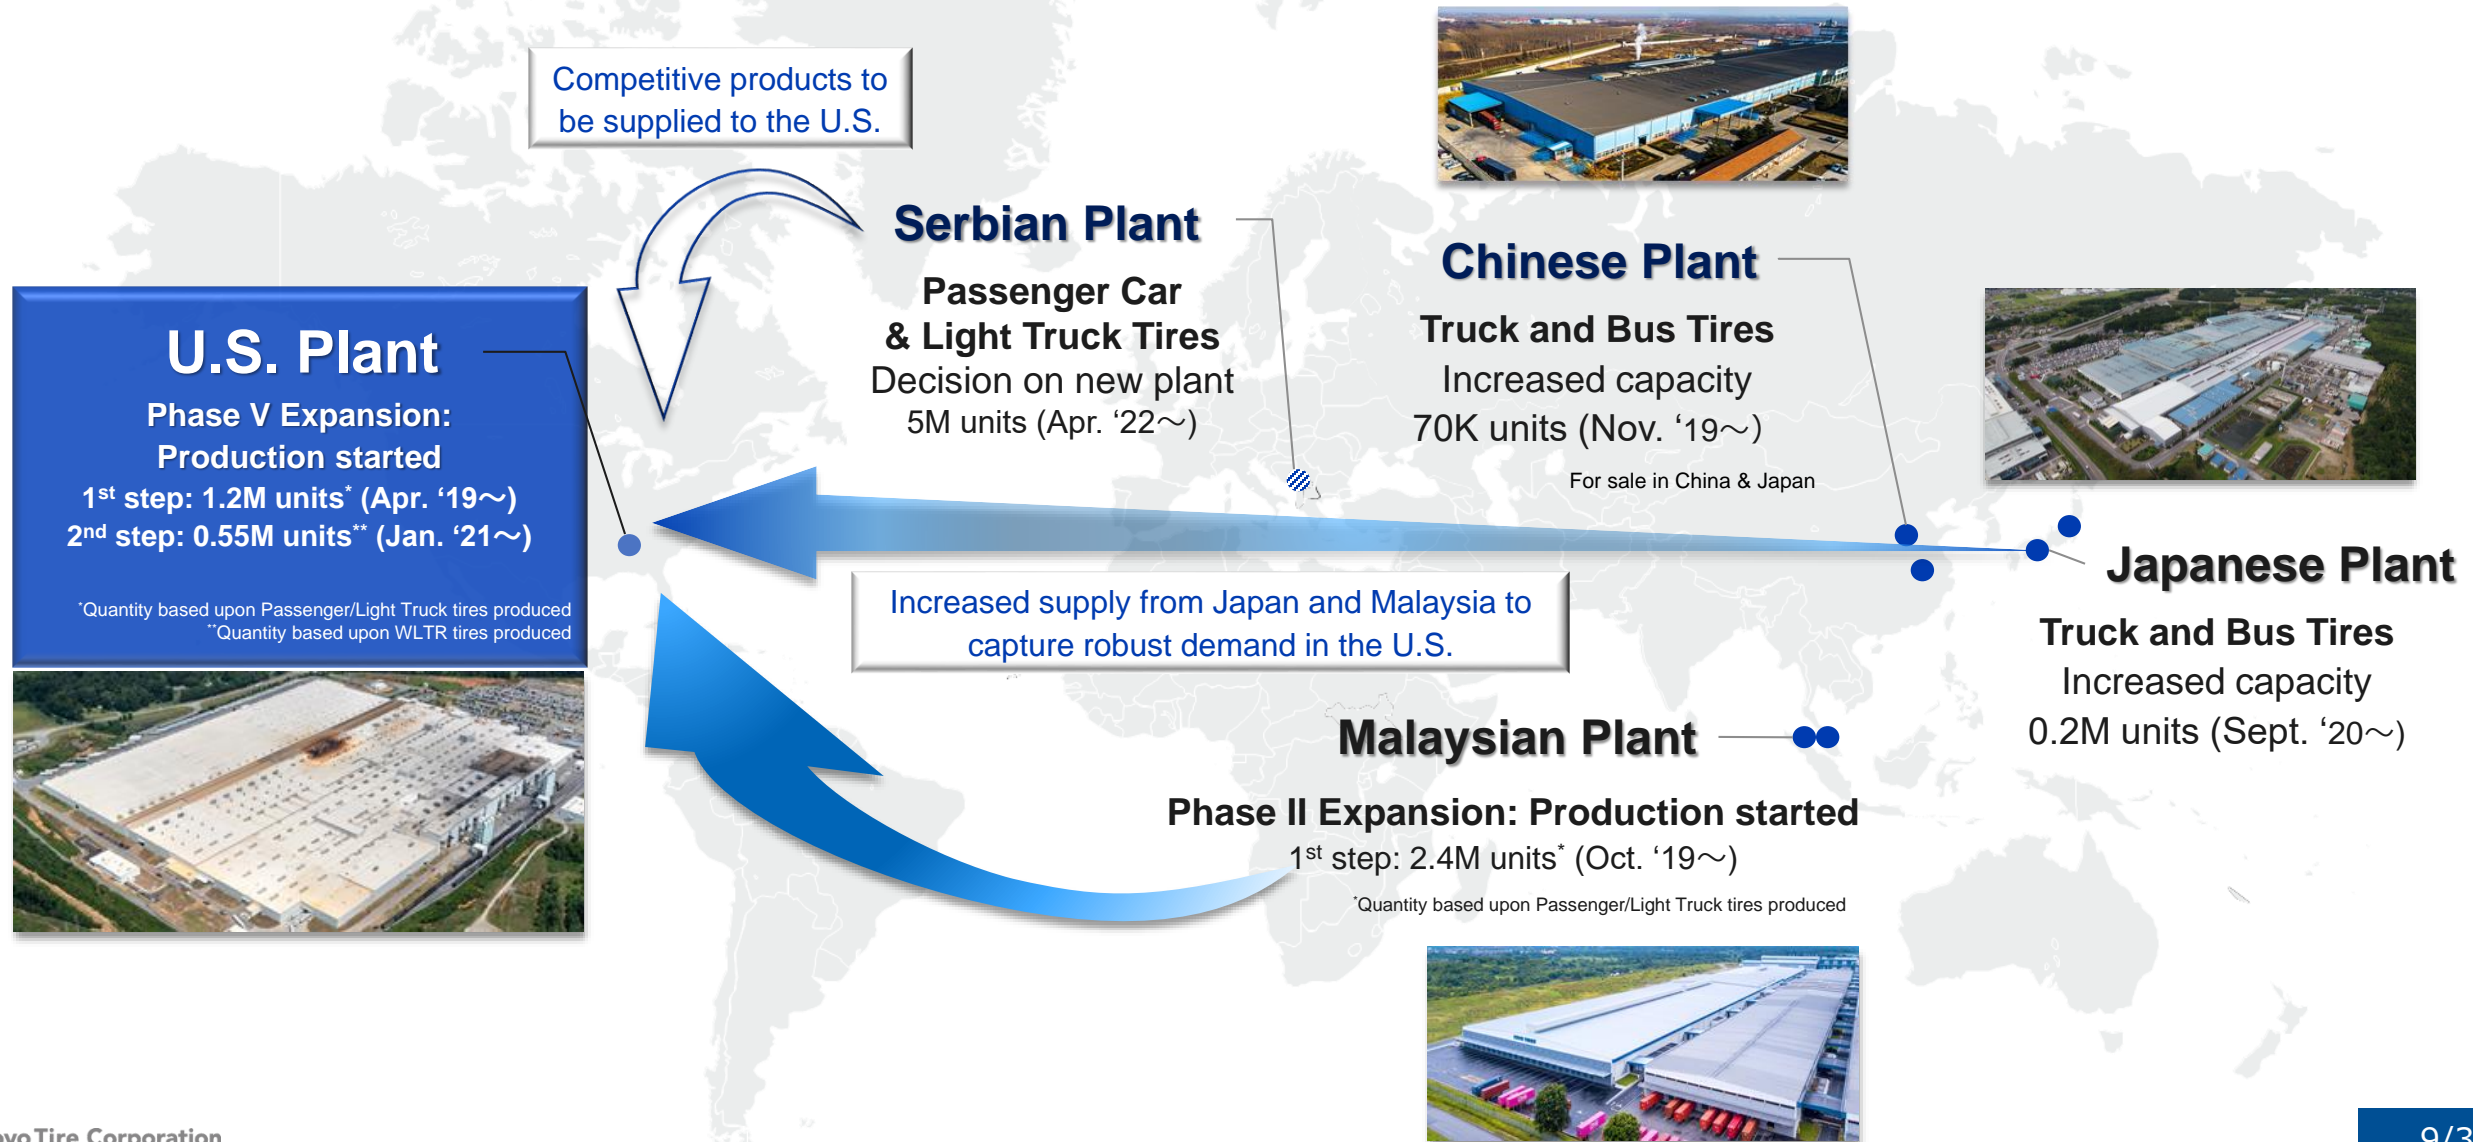 Competitive products to
be supplied to the U.S.
Serbian Plant
Passenger Car
& Light Truck Tires
Decision on new plant
5M units (Apr. ‘22～)
Chinese Plant
Truck and Bus Tires
Increased capacity
70K units (Nov. ‘19～)
For sale in China & Japan
U.S. Plant
Phase V Expansion:
Production started
1st step: 1.2M units* (Apr. ‘19～)
2nd step: 0.55M units** (Jan. ‘21～)
*Quantity based upon Passenger/Light Truck tires produced
**Quantity based upon WLTR tires produced
Increased supply from Japan and Malaysia to
capture robust demand in the U.S.
Japanese Plant
Truck and Bus Tires
Increased capacity
0.2M units (Sept. ‘20～)
Malaysian Plant
Phase II Expansion: Production started
1st step: 2.4M units* (Oct. ‘19～)
*Quantity based upon Passenger/Light Truck tires produced
Tire Corporation